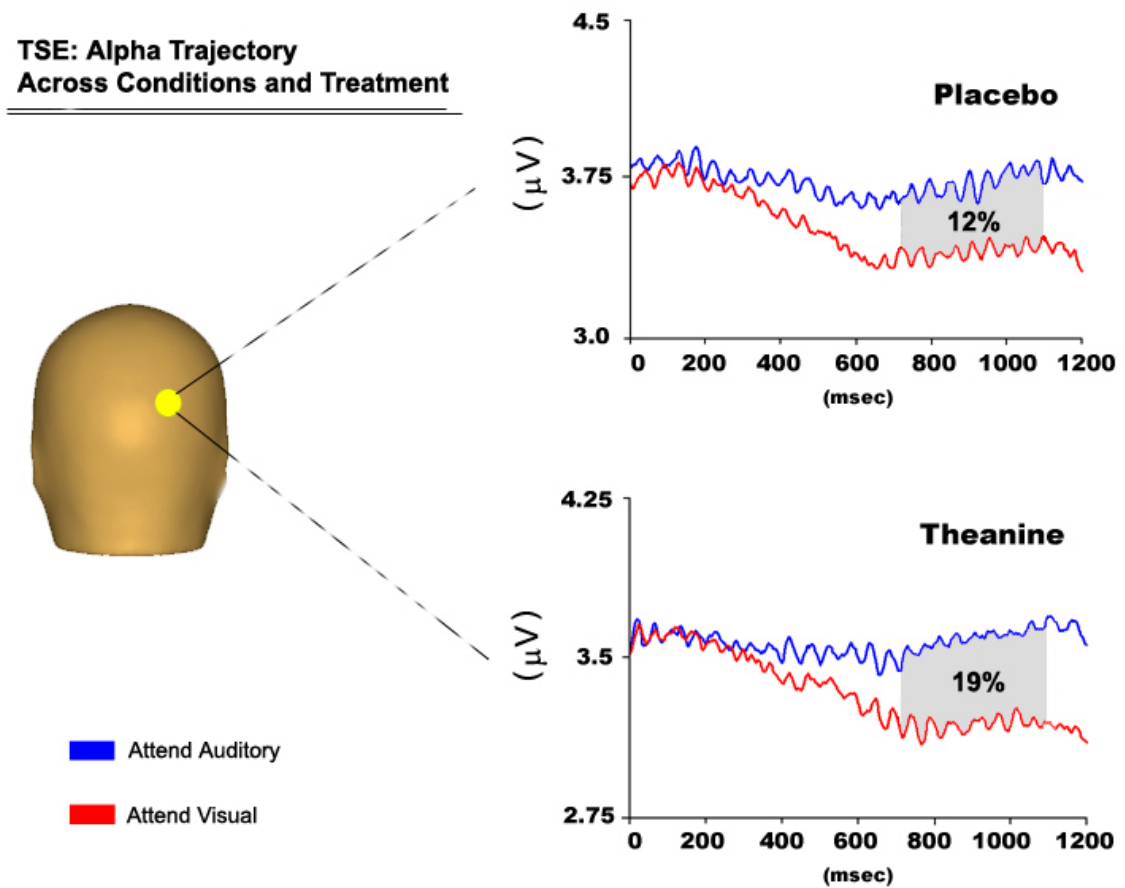 TSE: Alpha Trajectory
Across Conditions and Treatment
4.5
Placebo
(μV)
3.75
12%
3.0
0 200 400 600 800 1000 1200
(msec)
4.25
Theanine
(μV)
3.5
19%
2.75
0 200 400 600 800 1000 1200
(msec)
Attend Auditory
Attend Visual